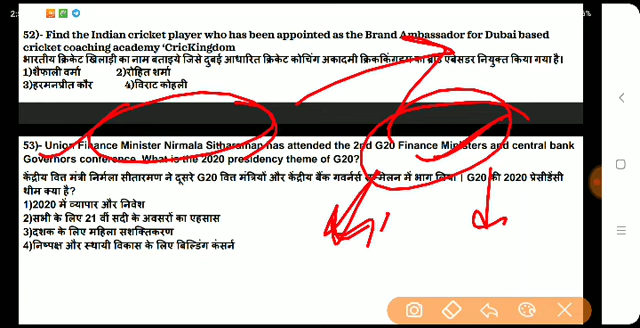 52)- Find the Indian cricket player who has been appointed as the Brand Ambassador for Dubai based
cricket coaching academy 'CricKingdom
भारतीय क्रिकेट खिलाड़ी का नाम बताइये जिसे दुबई आधारित क्रिकेट कोचिंग अकादमी क्रिककिंगडम का ब्रांड एंबेसडर नियुक्त किया गया है।
1)शैफाली वर्मा 2)रोहित शर्मा
3)हरमनप्रीत कौर 4)विराट कोहली
53)- Union Finance Minister Nirmala Sitharaman has attended the 2nd G20 Finance Ministers and central bank
Governors conference. What is the 2020 presidency theme of G20?
केंद्रीय वित्त मंत्री निर्मला सीतारमण ने दूसरे G20 वित्त मंत्रियों और केंद्रीय बैंक गवर्नर्स सम्मेलन में भाग लिया। G20 की 2020 प्रेसीडेंसी
थीम क्या है?
1)2020 में व्यापार और निवेश
2)सभी के लिए 21 वीं सदी के अवसरों का एहसास
3)दशक के लिए महिला सशक्तिकरण
4)निष्पक्ष और स्थायी विकास के लिए बिल्डिंग कंसर्न